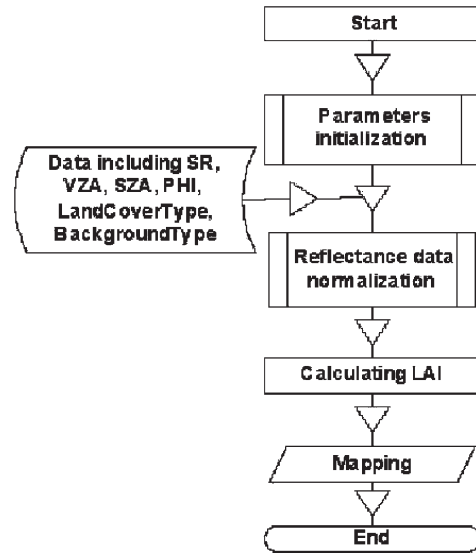 Start
Parameters
initialization
Data including SR,
VZA, SZA, PHI,
LandCoverType,
BackgroundType
Reflectance data
normalization
Calculating LAI
Mapping
End